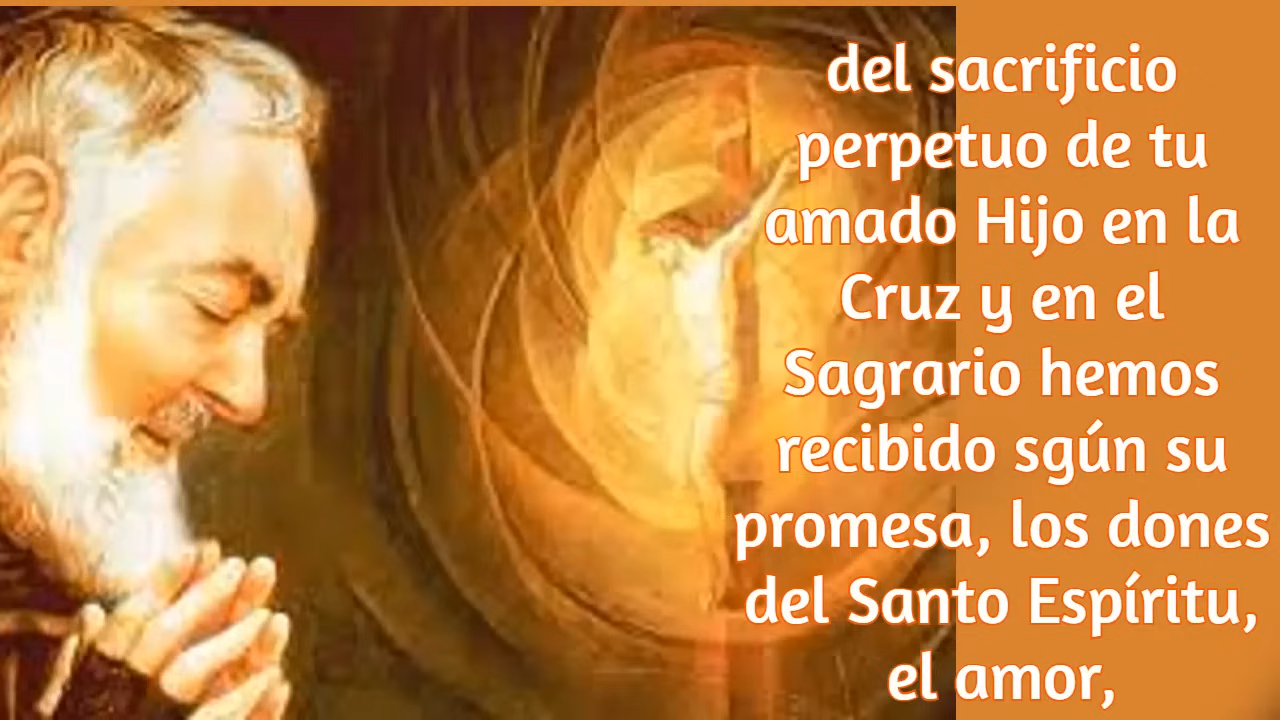 del sacrificio
perpetuo de tu
amado Hijo en la
Cruz y en el
Sagrario hemos
recibido sgún su
promesa, los dones
del Santo Espíritu,
el amor,